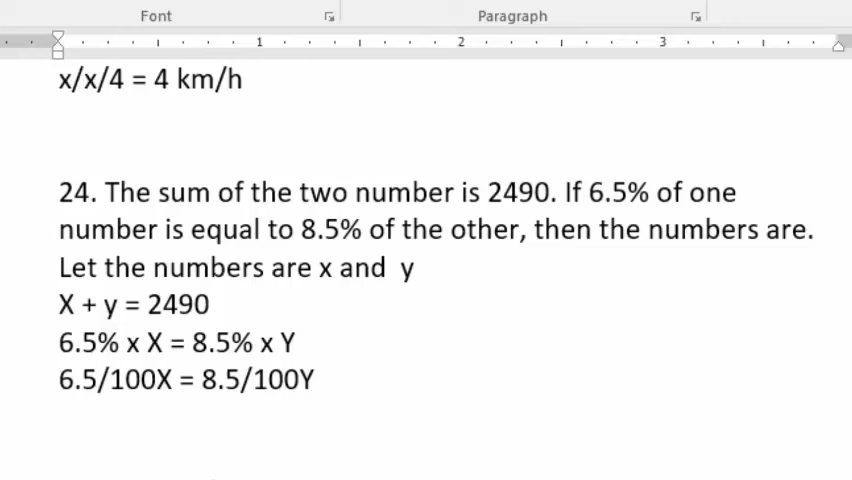 Font Paragraph
1 2 3
x/x/4 = 4 km/h
24. The sum of the two number is 2490. If 6.5% of one
number is equal to 8.5% of the other, then the numbers are.
Let the numbers are x and  y
X + y = 2490
6.5% x X = 8.5% x Y
6.5/100X = 8.5/100Y